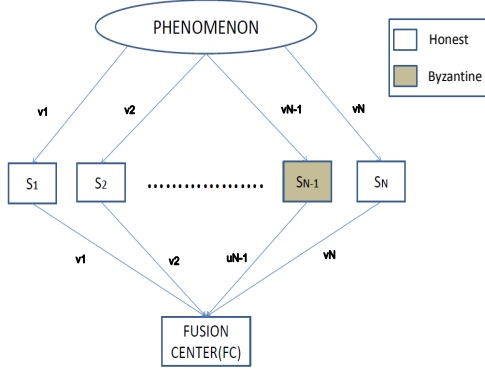 PHENOMENON
Honest
Byzantine
v1
v2
vN-1
vN
S1
S2
.....................
SN-1
SN
v1
v2
uN-1
vN
FUSION
CENTER(FC)